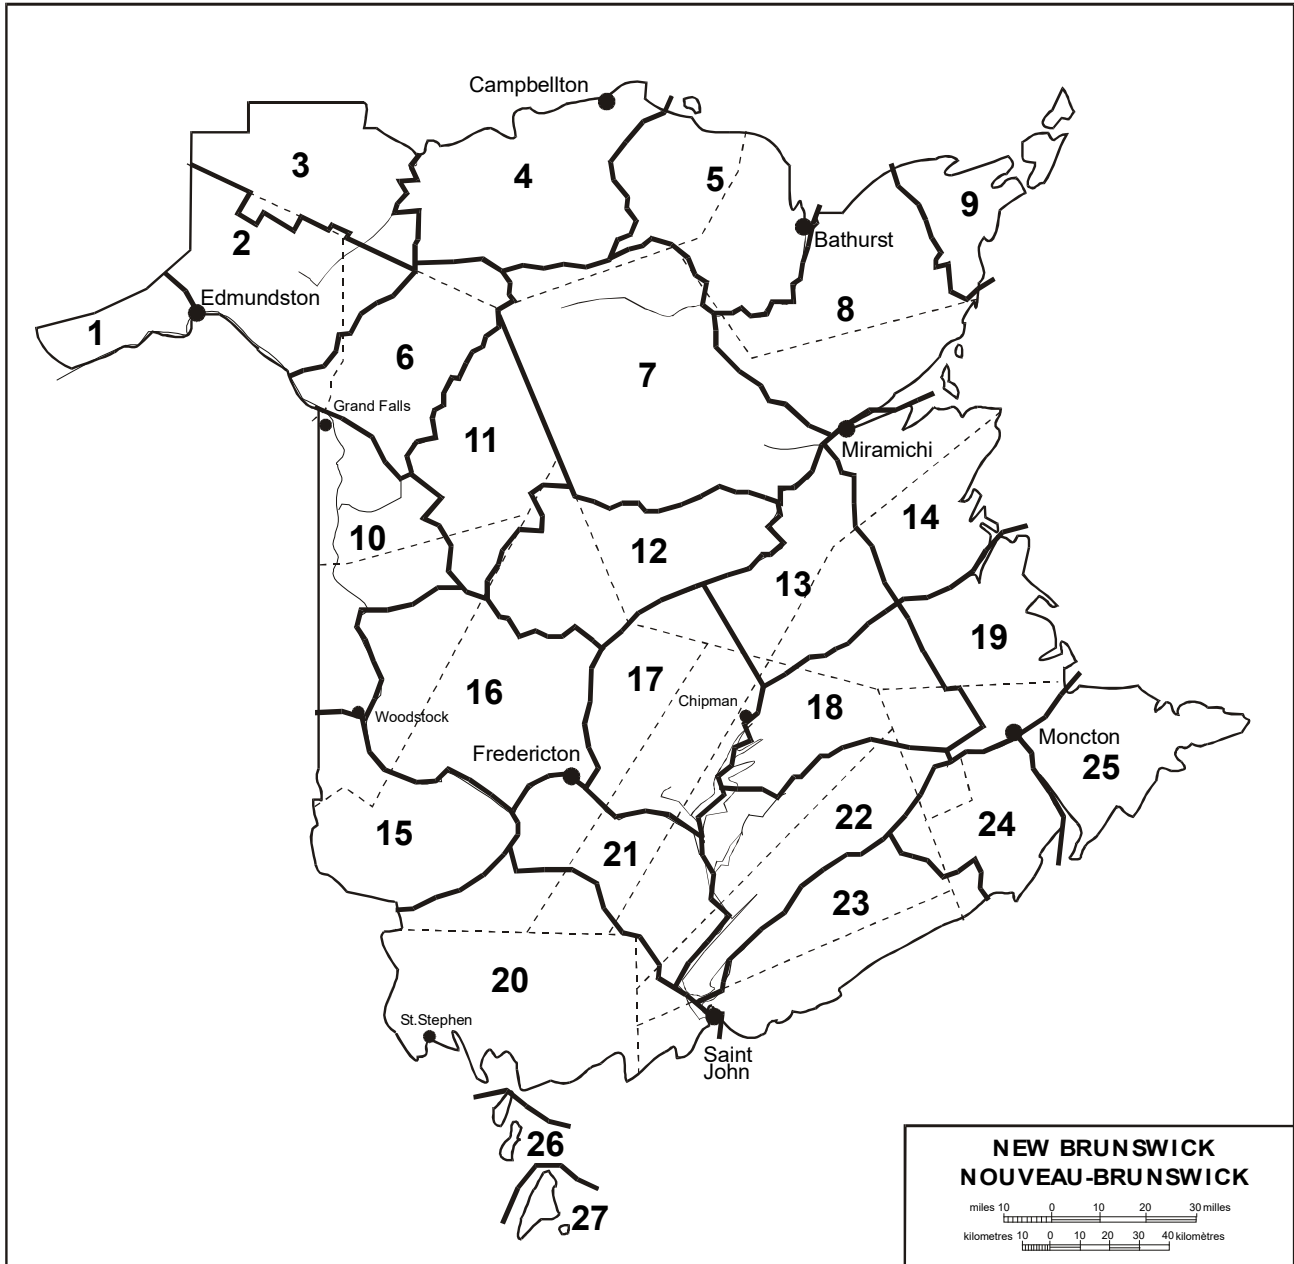 Campbellton
3
4
5
9
2
Bathurst
Edmundston
8
1
6
7
Grand Falls
11
Miramichi
14
10
12
13
19
17
16
Chipman
18
Woodstock
Moncton
Fredericton
25
22
24
15
21
23
20
St.Stephen
Saint
John
26
27
NEW BRUNSWICK
NOUVEAU-BRUNSWICK
miles 10 0 10 20 30 milles
kilometres 10 0 10 20 30 40 kilomètres